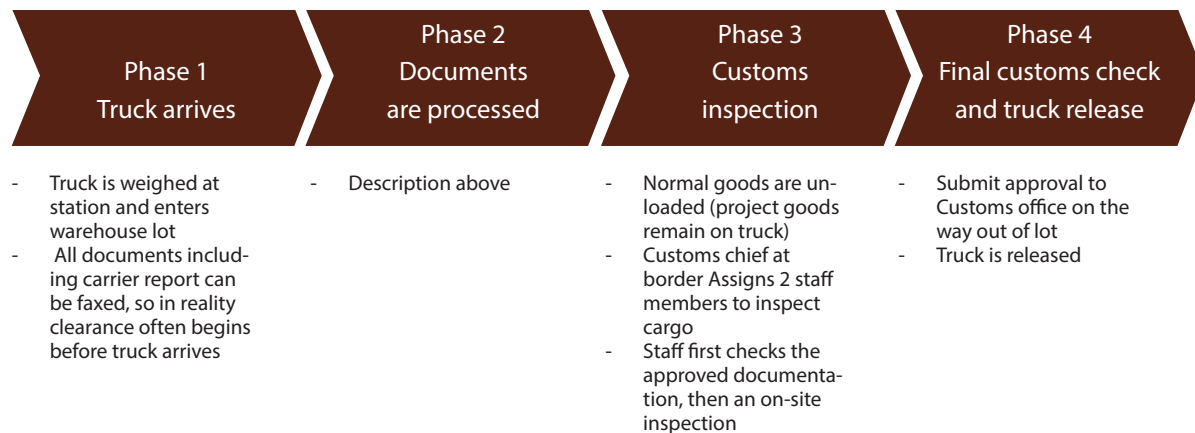 Phase 1
Truck arrives
Phase 2
Documents
are processed
Phase 3
Customs
inspection
Phase 4
Final customs check
and truck release
- Truck is weighed at
station and enters
warehouse lot
- All documents includ-
ing carrier report can
be faxed, so in reality
clearance often begins
before truck arrives
- Description above
- Normal goods are un-
loaded (project goods
remain on truck)
- Customs chief at
border Assigns 2 staff
members to inspect
cargo
- Staff first checks the
approved documenta-
tion, then an on-site
inspection
- Submit approval to
Customs office on the
way out of lot
- Truck is released